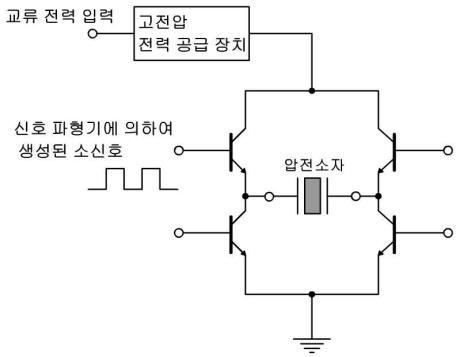 교류 전력 입력
고전압
전력 공급 장치
신호 파형기에 의하여
생성된 소신호
압전소자